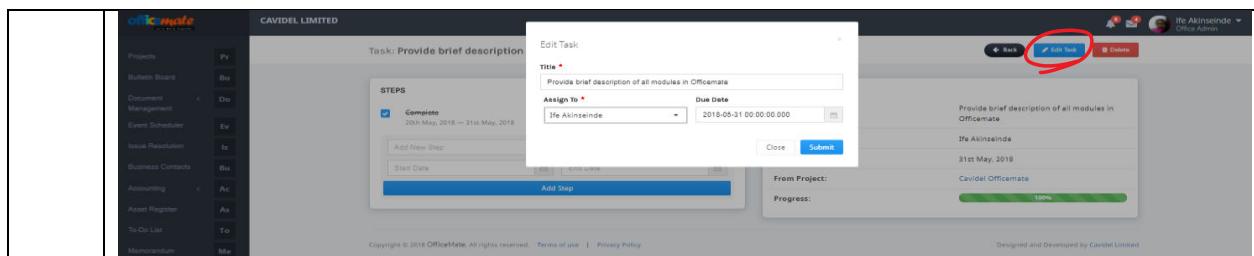 officemate
CAVIDEL LIMITED
Ife Akinseinde
Office Admin
Projects Pr
Bulletin Board Bu
Document Management Do
Event Scheduler Ev
Issue Resolution Is
Business Contacts Bu
Accounting Ac
Asset Register As
To-Do List To
Memorandum Me
Task: Provide brief description
Back
Edit Task
Delete
STEPS
Complete
20th May, 2018 — 31st May, 2018
Add New Step
Start Date
End Date
Add Step
Edit Task
×
Title *
Provide brief description of all modules in Officemate
Assign To *
Due Date
Ife Akinseinde
2018-05-31 00:00:00.000
Close
Submit
Provide brief description of all modules in
Officemate
Ife Akinseinde
31st May, 2018
From Project: Cavidel Officemate
Progress: 100%
Copyright © 2018 OfficeMate. All rights reserved. Terms of use | Privacy Policy
Designed and Developed by Cavidel Limited